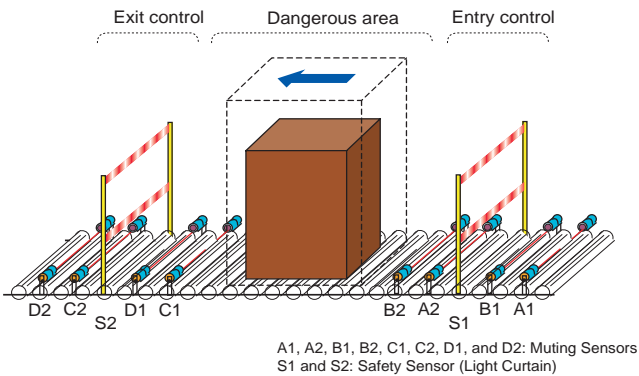 Exit control Dangerous area Entry control
D2 C2 D1 C1 B2 A2 B1 A1
S2 S1
A1, A2, B1, B2, C1, C2, D1, and D2: Muting Sensors
S1 and S2: Safety Sensor (Light Curtain)